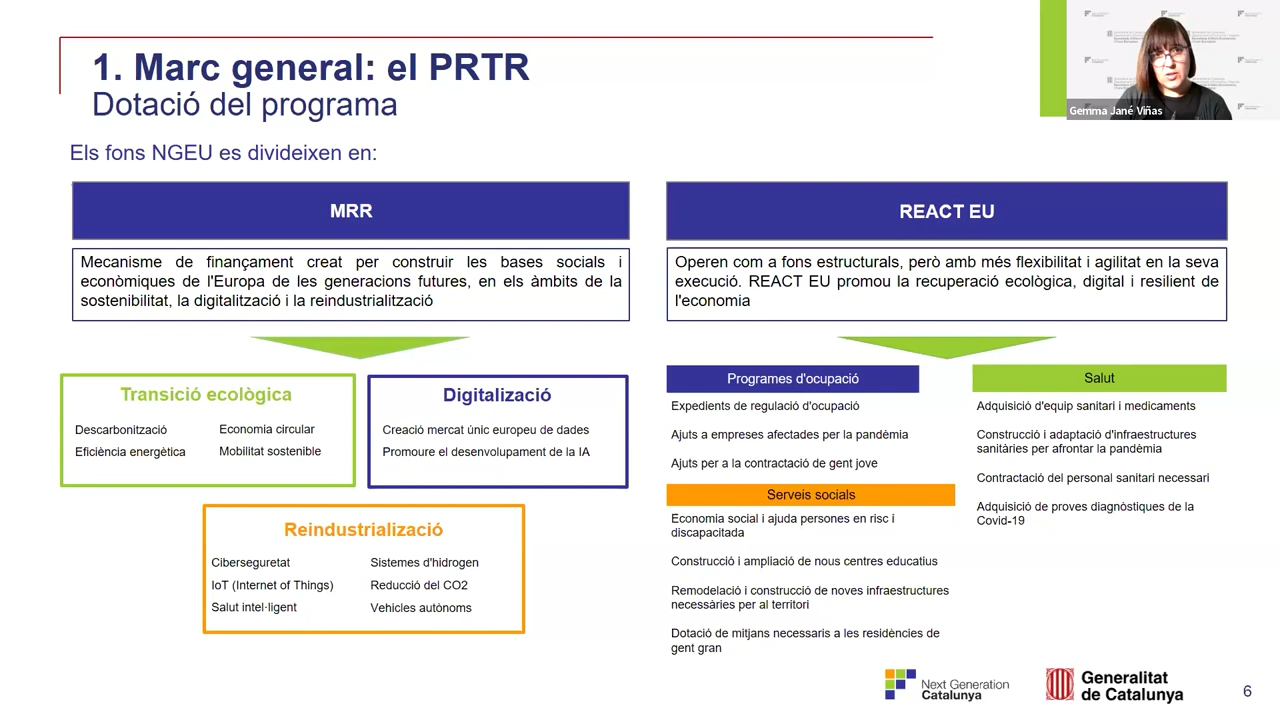 1. Marc general: el PRTR
Dotació del programa
Gemma Jané Viñas
Els fons NGEU es divideixen en:
MRR
Mecanisme de finançament creat per construir les bases socials i
econòmiques de l'Europa de les generacions futures, en els àmbits de la
sostenibilitat, la digitalització i la reindustrialització
Transició ecològica
Descarbonització
Eficiència energètica
Economia circular
Mobilitat sostenible
Digitalització
Creació mercat únic europeu de dades
Promoure el desenvolupament de la IA
Reindustrialització
Ciberseguretat
IoT (Internet of Things)
Salut intel·ligent
Sistemes d'hidrogen
Reducció del CO2
Vehicles autònoms
REACT EU
Operen com a fons estructurals, però amb més flexibilitat i agilitat en la seva
execució. REACT EU promou la recuperació ecològica, digital i resilient de
l'economia
Programes d'ocupació
Expedients de regulació d'ocupació
Ajuts a empreses afectades per la pandèmia
Ajuts per a la contractació de gent jove
Serveis socials
Economia social i ajuda persones en risc i
discapacitada
Construcció i ampliació de nous centres educatius
Remodelació i construcció de noves infraestructures
necessàries per al territori
Dotació de mitjans necessaris a les residències de
gent gran
Salut
Adquisició d'equip sanitari i medicaments
Construcció i adaptació d'infraestructures
sanitàries per afrontar la pandèmia
Contractació del personal sanitari necessari
Adquisició de proves diagnòstiques de la
Covid-19
Next Generation
Catalunya
Generalitat
de Catalunya
6